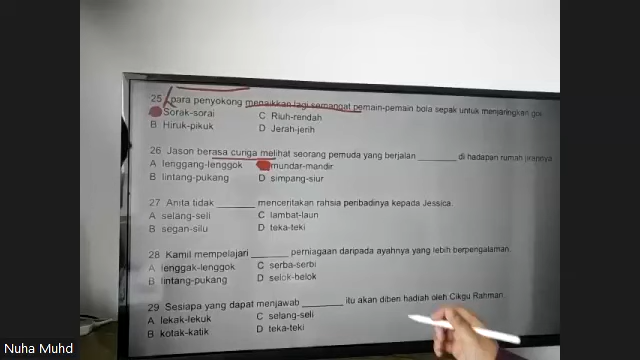 25 para penyokong menaikkan lagi semangat pemain-pemain bola sepak untuk menjaringkan gol.
Sorak-sorai C Riuh-rendah
B Hiruk-pikuk D Jerah-jerih
26 Jason berasa curiga melihat seorang pemuda yang berjalan ________ di hadapan rumah jirannya.
A lenggang-lenggok mundar-mandir
B lintang-pukang D simpang-siur
27 Anita tidak ________ menceritakan rahsia peribadinya kepada Jessica.
A selang-seli C lambat-laun
B segan-silu D teka-teki
28 Kamil mempelajari ________ perniagaan daripada ayahnya yang lebih berpengalaman.
A lenggak-lenggok C serba-serbi
B lintang-pukang D selok-belok
29 Sesiapa yang dapat menjawab ________ itu akan diberi hadiah oleh Cikgu Rahman.
A lekak-lekuk C selang-seli
B kotak-katik D teka-teki
Nuha Muhd